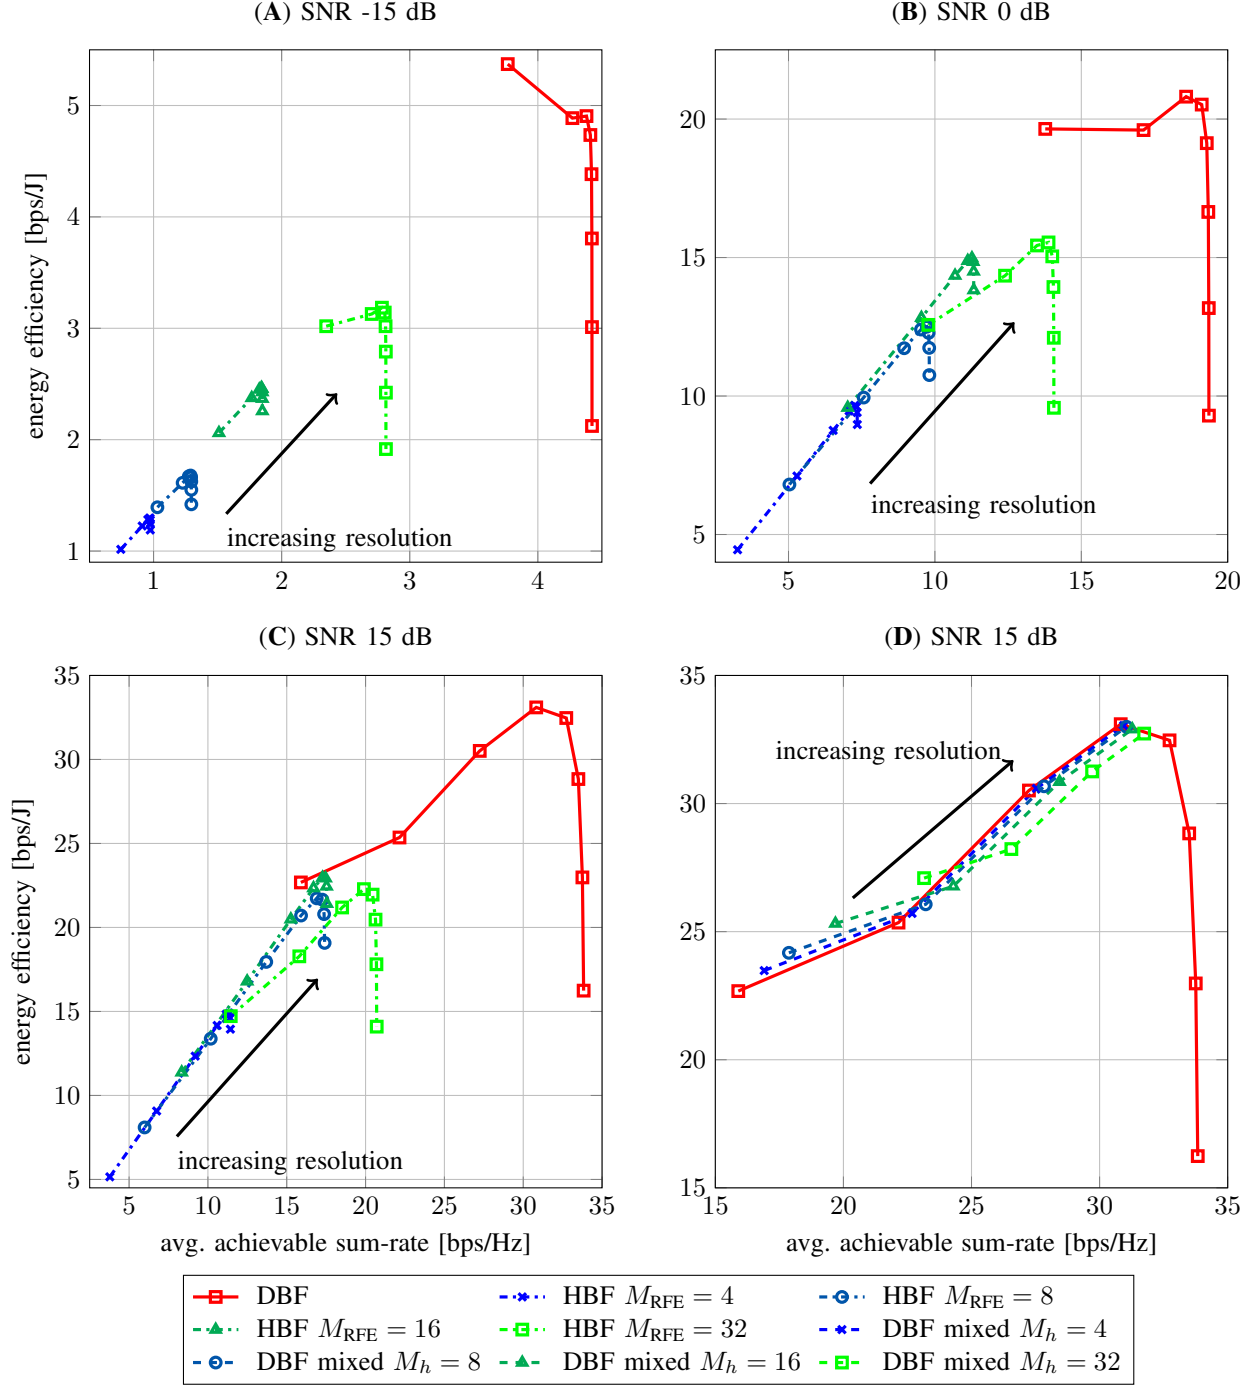 (A) SNR -15 dB
(B) SNR 0 dB
energy efficiency [bps/J]
5
4
3
2
1
1
2
3
4
increasing resolution
20
15
10
5
5
10
15
20
increasing resolution
(C) SNR 15 dB
(D) SNR 15 dB
energy efficiency [bps/J]
35
30
25
20
15
10
5
5
10
15
20
25
30
35
increasing resolution
avg. achievable sum-rate [bps/Hz]
35
30
25
20
15
15
20
25
30
35
increasing resolution
avg. achievable sum-rate [bps/Hz]
DBF
HBF M_RFE = 4
HBF M_RFE = 8
HBF M_RFE = 16
HBF M_RFE = 32
DBF mixed M_h = 4
DBF mixed M_h = 8
DBF mixed M_h = 16
DBF mixed M_h = 32